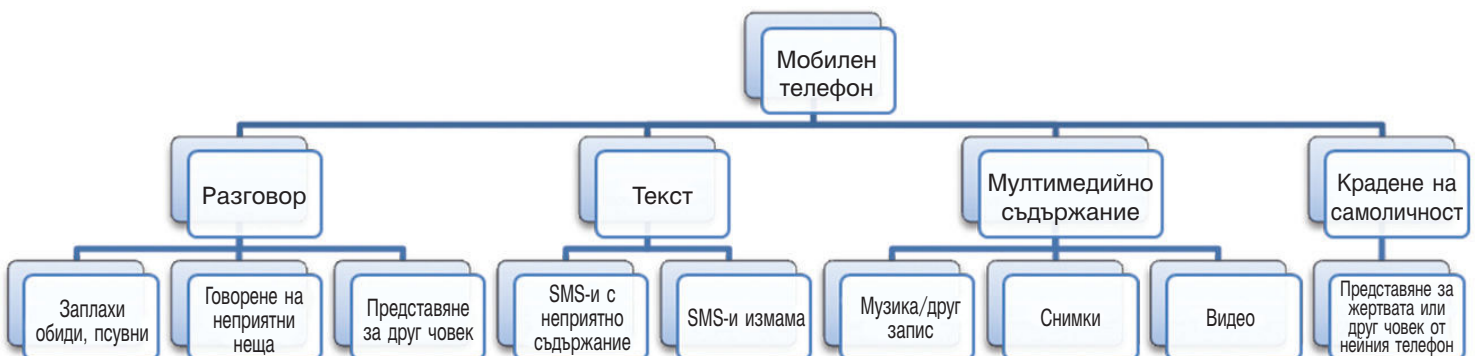 Мобилен
телефон
Разговор
Текст
Мултимедийно
съдържание
Крадене на
самоличност
Заплахи
обиди, псувни
Говорене на
неприятни
неща
Представяне
за друг човек
SMS-и с
неприятно
съдържание
SMS-и измама
Музика/друг
запис
Снимки
Видео
Представяне за
жертвата или
друг човек от
нейния телефон